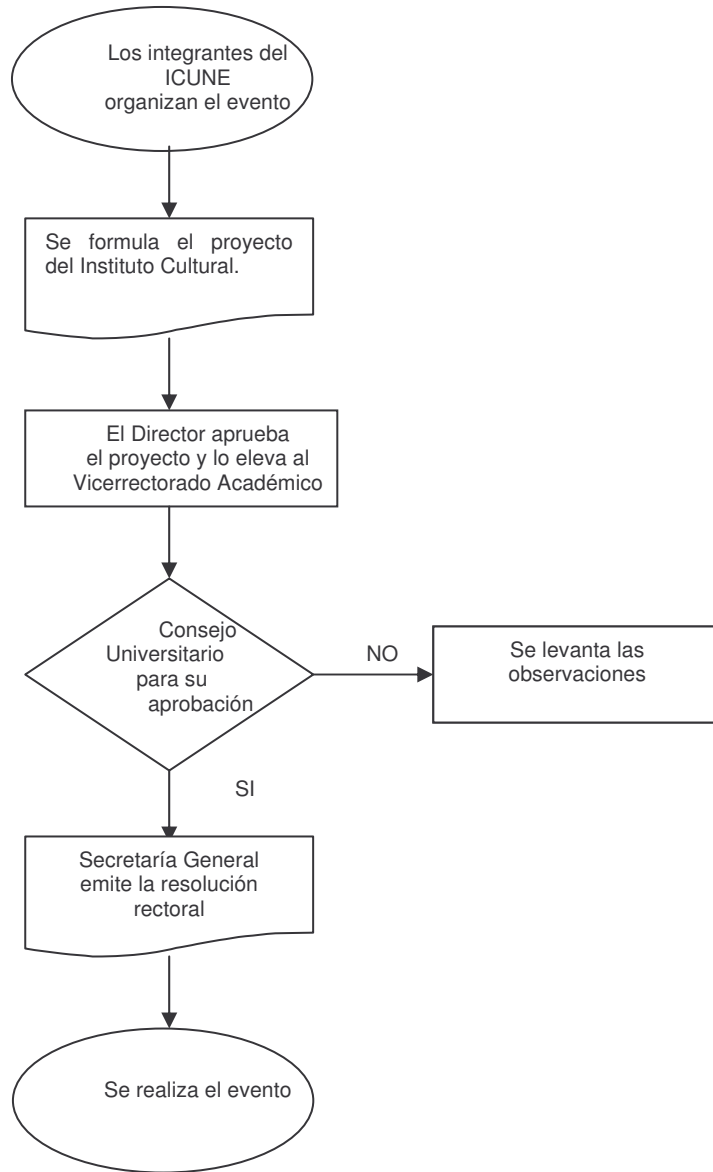 Los integrantes del
ICUNE
organizan el evento
Se formula el proyecto
del Instituto Cultural.
El Director aprueba
el proyecto y lo eleva al
Vicerrectorado Académico
Consejo
Universitario
para su
aprobación
NO
Se levanta las
observaciones
SI
Secretaría General
emite la resolución
rectoral
Se realiza el evento